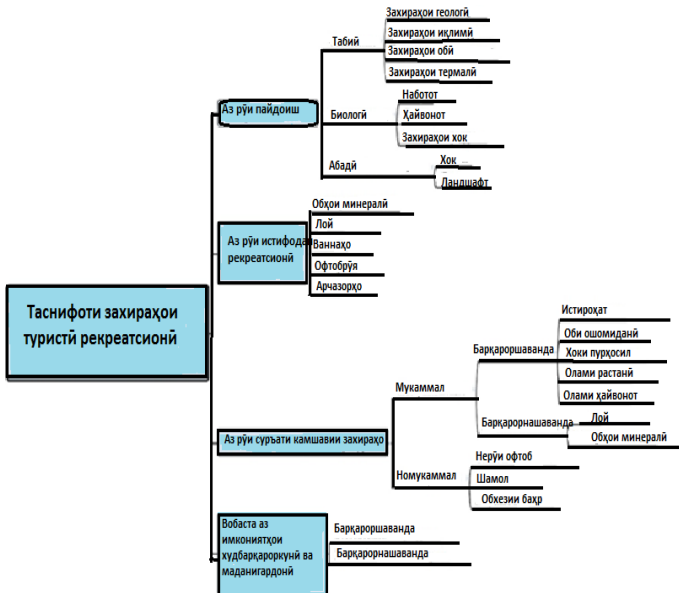 Таснифоти захираҳои
туристӣ рекреатсионӣ
Аз рӯи пайдоиш
Табиӣ
Захираҳои геологӣ
Захираҳои иқлимӣ
Захираҳои обӣ
Захираҳои термалӣ
Биологӣ
Наботот
Ҳайвонот
Захираҳои хок
Абадӣ
Хок
Ландшафт
Аз рӯи истифодаи
рекреатсионӣ
Обҳои минералӣ
Лой
Ваннаҳо
Офтобрӯя
Арчазорҳо
Аз рӯи суръати камшавии захираҳо
Мукаммал
Барқароршаванда
Истироҳат
Оби ошомиданӣ
Хоки пурҳосил
Олами растанӣ
Олами ҳайвонот
Барқарорнашаванда
Лой
Обҳои минералӣ
Номукаммал
Нерӯи офтоб
Шамол
Обхезии баҳр
Вобаста аз
имкониятҳои
худбарқароркунӣ ва
маданигардонӣ
Барқароршаванда
Барқарорнашаванда